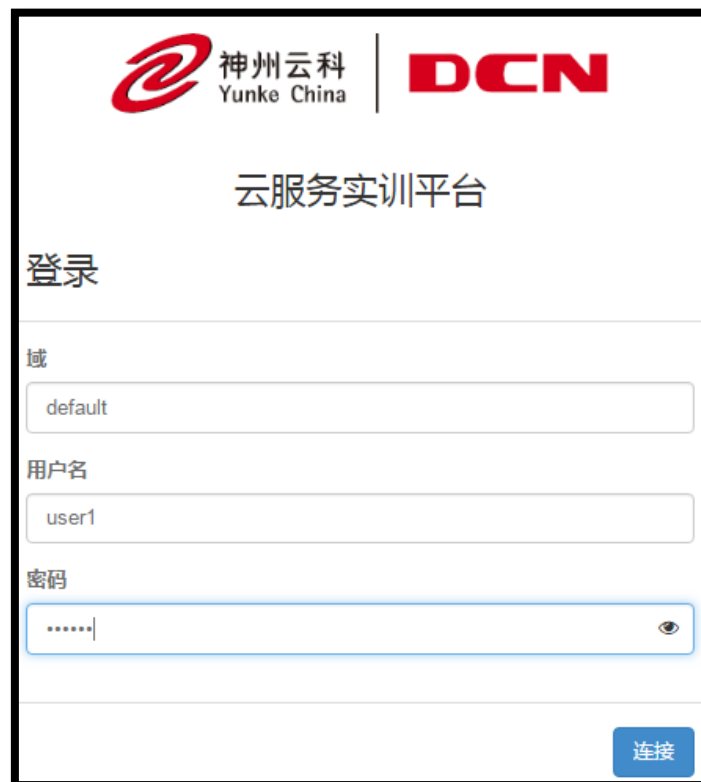 神州云科
Yunke China
DCN
云服务实训平台
登录
域
default
用户名
user1
密码
••••••
连接